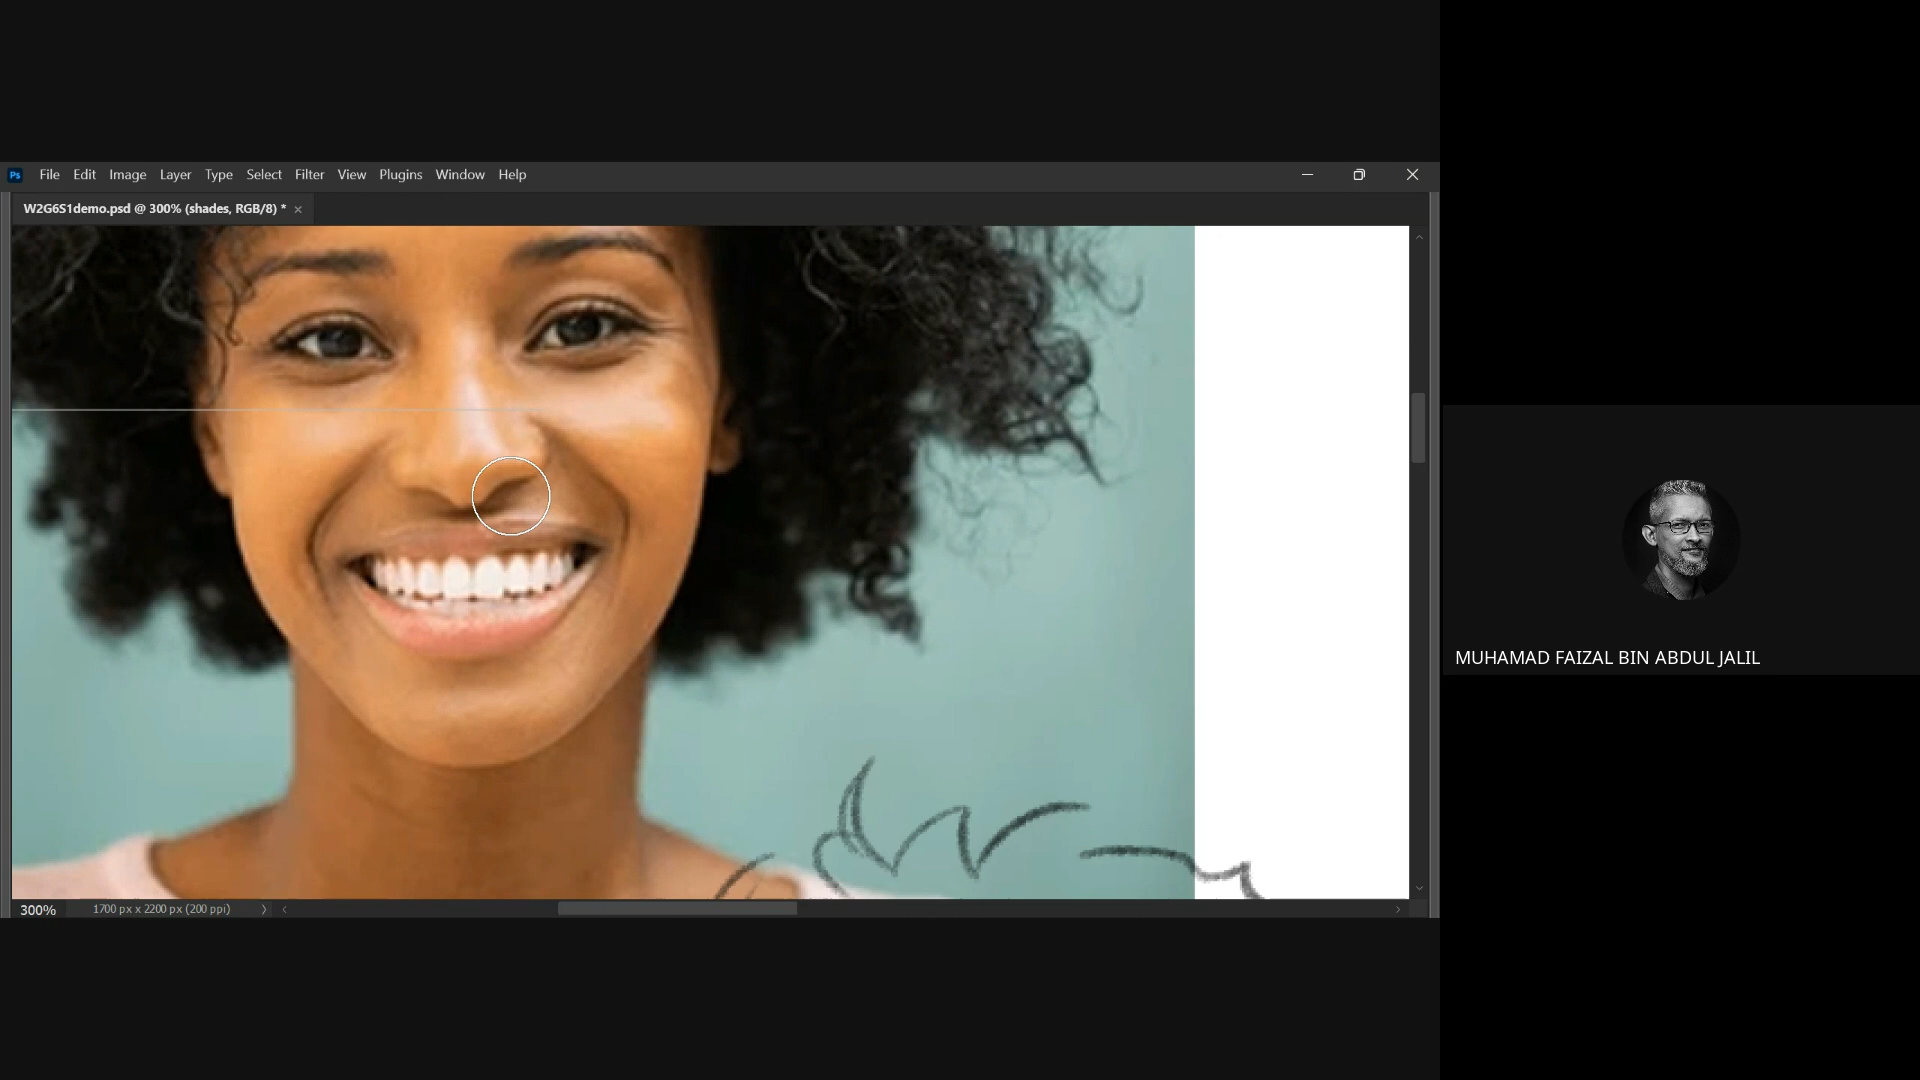 Ps File Edit Image Layer Type Select Filter View Plugins Window Help
W2G6S1demo.psd @ 300% (shades, RGB/8) *
300% 1700 px x 2200 px (200 ppi)
MUHAMAD FAIZAL BIN ABDUL JALIL